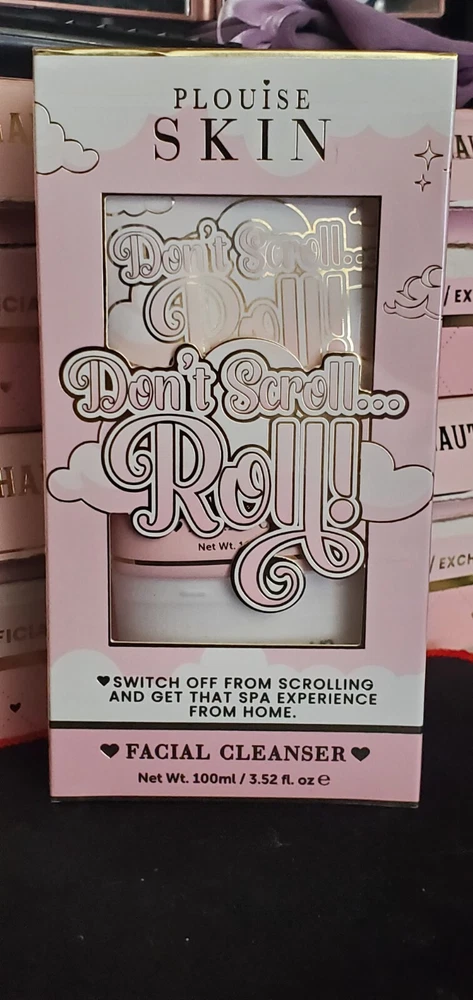 PLOUISE
SKIN
Don't Scroll...
Roll!
Don't Scroll...
Roll!
Net Wt.
♥SWITCH OFF FROM SCROLLING
AND GET THAT SPA EXPERIENCE
FROM HOME.
♥FACIAL CLEANSER♥
Net Wt. 100ml / 3.52 fl. oz ℮